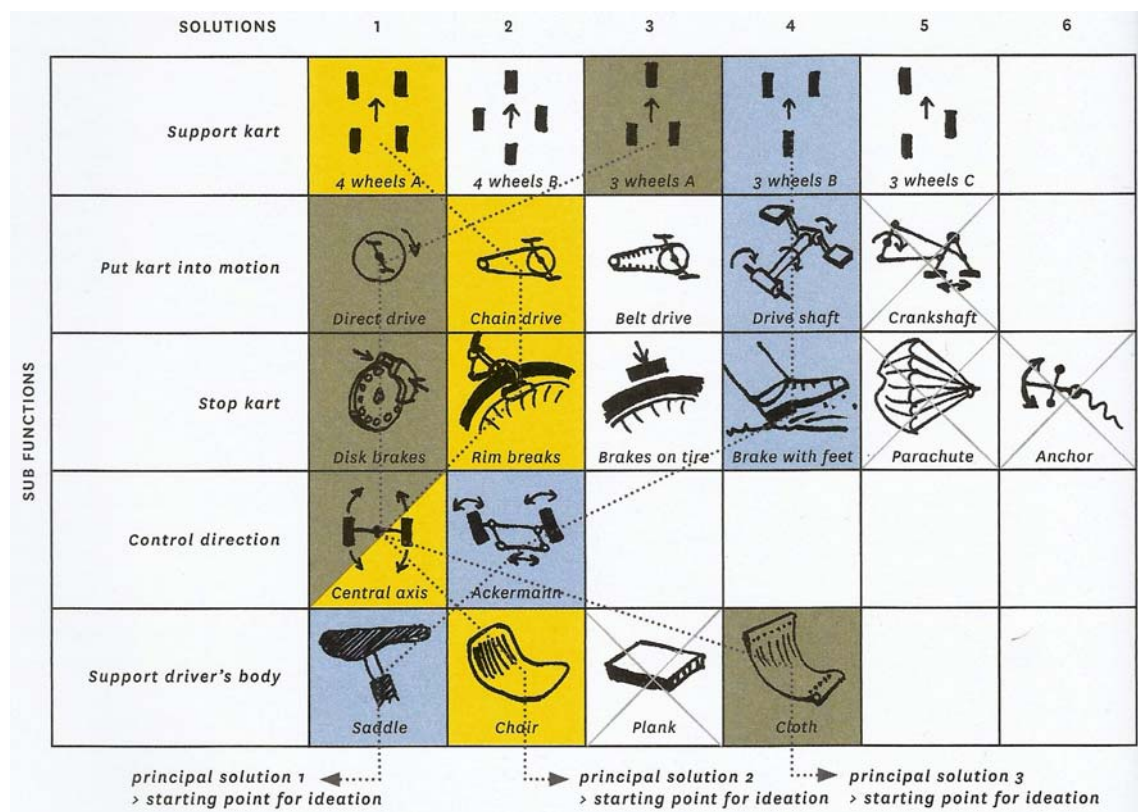 SOLUTIONS 1 2 3 4 5 6
SUB FUNCTIONS
Support kart
4 wheels A 4 wheels B 3 wheels A 3 wheels B 3 wheels C
Put kart into motion
Direct drive Chain drive Belt drive Drive shaft Crankshaft
Stop kart
Disk brakes Rim breaks Brakes on tire Brake with feet Parachute Anchor
Control direction
Central axis Ackermann
Support driver's body
Saddle Chair Plank Cloth
principal solution 1 principal solution 2 principal solution 3
> starting point for ideation > starting point for ideation > starting point for ideation